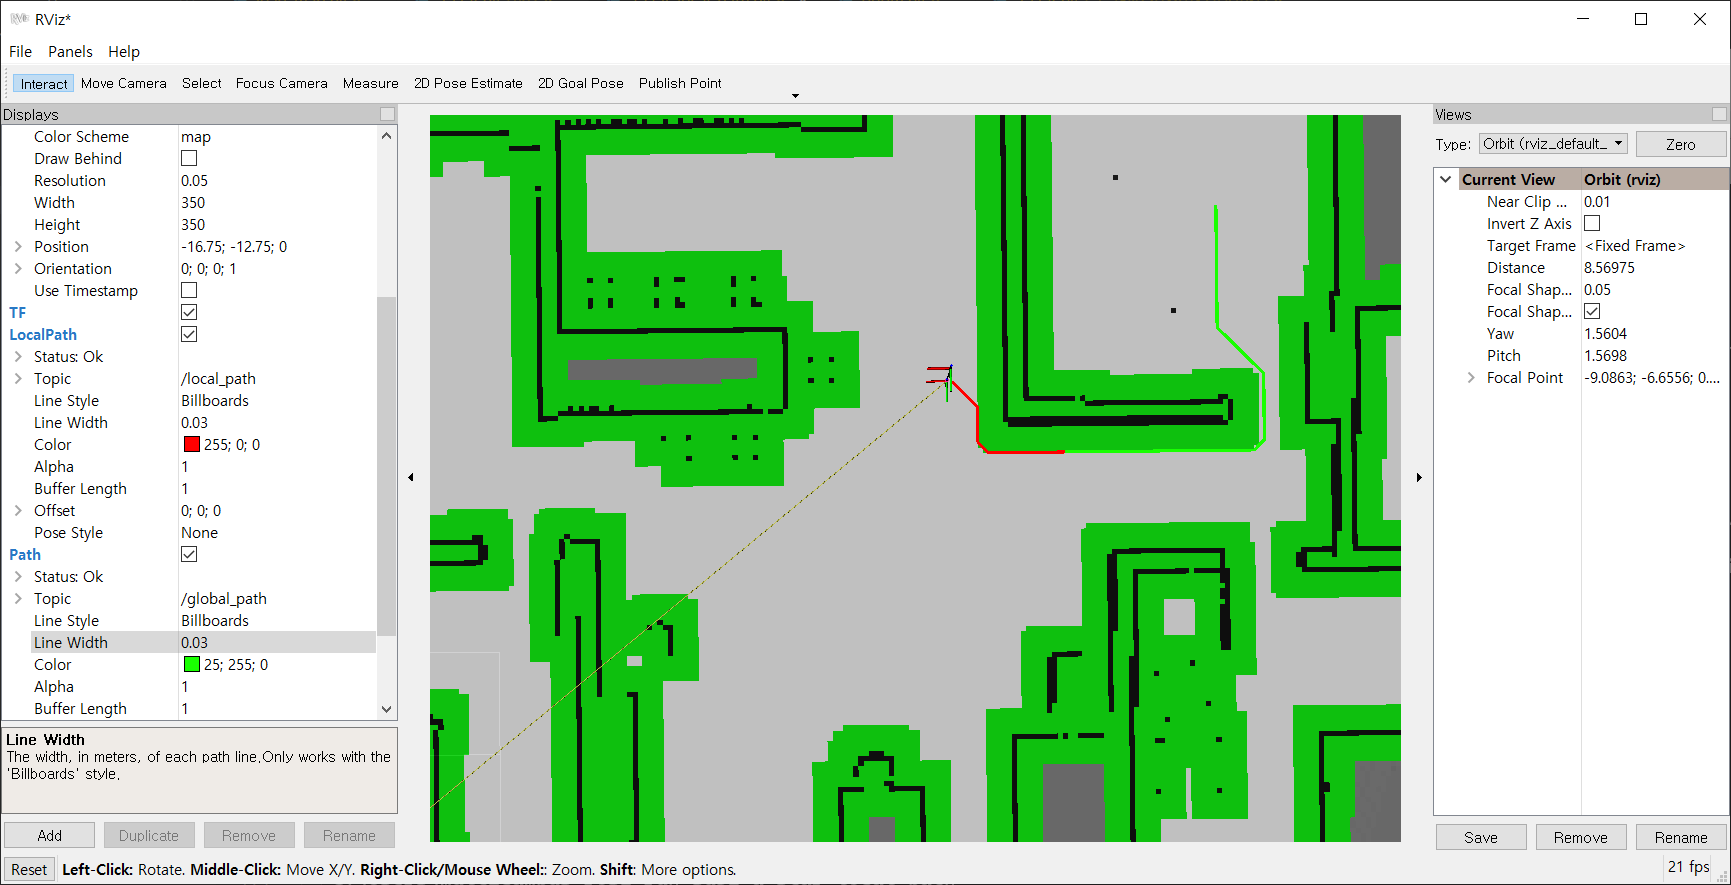 RViz*
File Panels Help
Interact Move Camera Select Focus Camera Measure 2D Pose Estimate 2D Goal Pose Publish Point
Displays
Color Scheme map
Draw Behind
Resolution 0.05
Width 350
Height 350
Position -16.75; -12.75; 0
Orientation 0; 0; 0; 1
Use Timestamp
TF
LocalPath
Status: Ok
Topic /local_path
Line Style Billboards
Line Width 0.03
Color 255; 0; 0
Alpha 1
Buffer Length 1
Offset 0; 0; 0
Pose Style None
Path
Status: Ok
Topic /global_path
Line Style Billboards
Line Width 0.03
Color 25; 255; 0
Alpha 1
Buffer Length 1
Line Width
The width, in meters, of each path line.Only works with the
'Billboards' style.
Add Duplicate Remove Rename
Views
Type: Orbit (rviz_default_ Zero
Current View Orbit (rviz)
Near Clip ... 0.01
Invert Z Axis
Target Frame <Fixed Frame>
Distance 8.56975
Focal Shap... 0.05
Focal Shap...
Yaw 1.5604
Pitch 1.5698
Focal Point -9.0863; -6.6556; 0....
Save Remove Rename
Reset Left-Click: Rotate. Middle-Click: Move X/Y. Right-Click/Mouse Wheel:: Zoom. Shift: More options. 21 fps